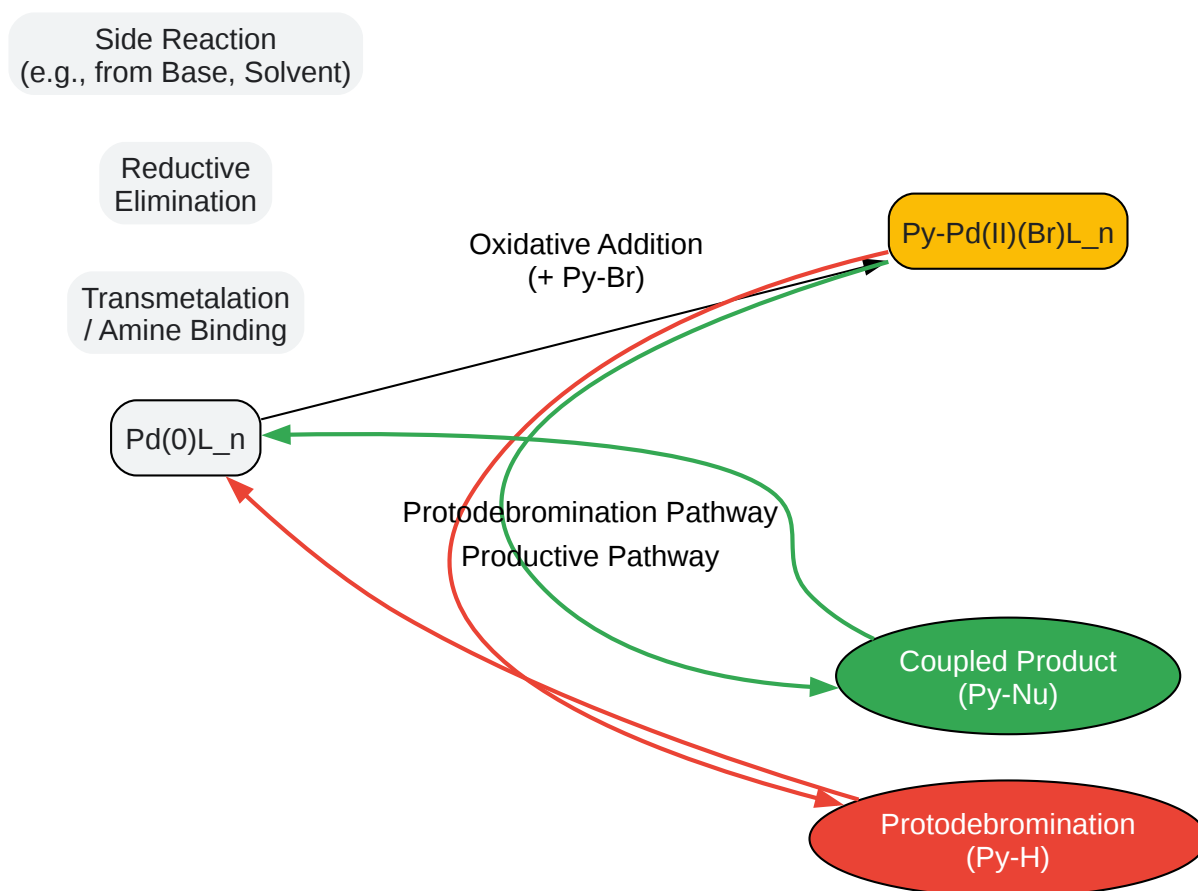 Side Reaction
(e.g., from Base, Solvent)
Reductive
Elimination
Py-Pd(II)(Br)L_n
Oxidative Addition
(+ Py-Br)
Transmetalation
/ Amine Binding
Pd(0)L_n
Protodebromination Pathway
Productive Pathway
Coupled Product
(Py-Nu)
Protodebromination
(Py-H)